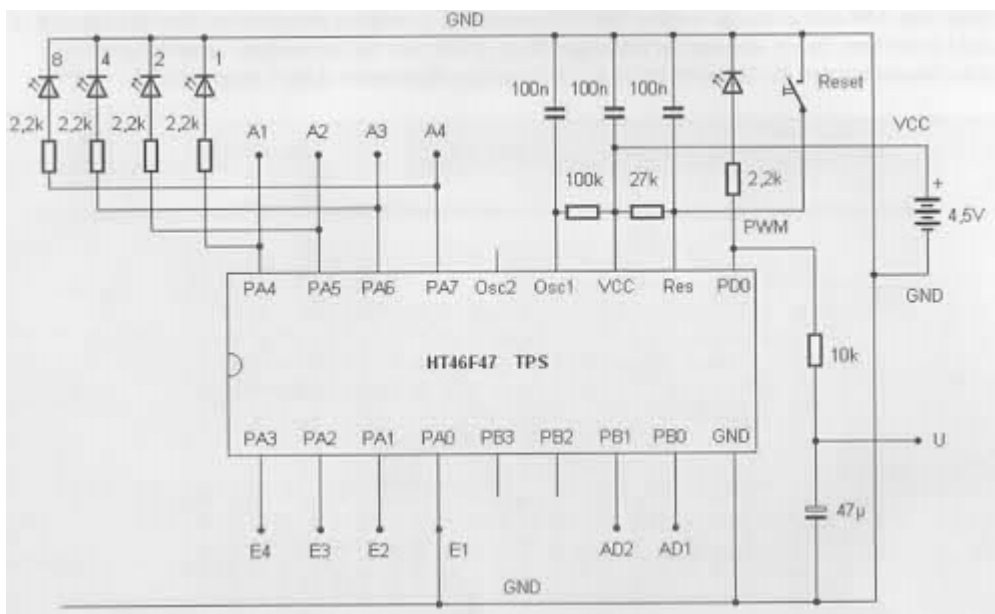 GND
8 4 2 1
2,2k 2,2k 2,2k 2,2k
100n 100n 100n
Reset
A1 A2 A3 A4
VCC
100k 27k 2,2k
+
4,5V
PWM
PA4 PA5 PA6 PA7 Osc2 Osc1 VCC Res PD0
GND
HT46F47 TPS
10k
PA3 PA2 PA1 PA0 PB3 PB2 PB1 PB0 GND
U
47µ
E4 E3 E2 E1 AD2 AD1
GND